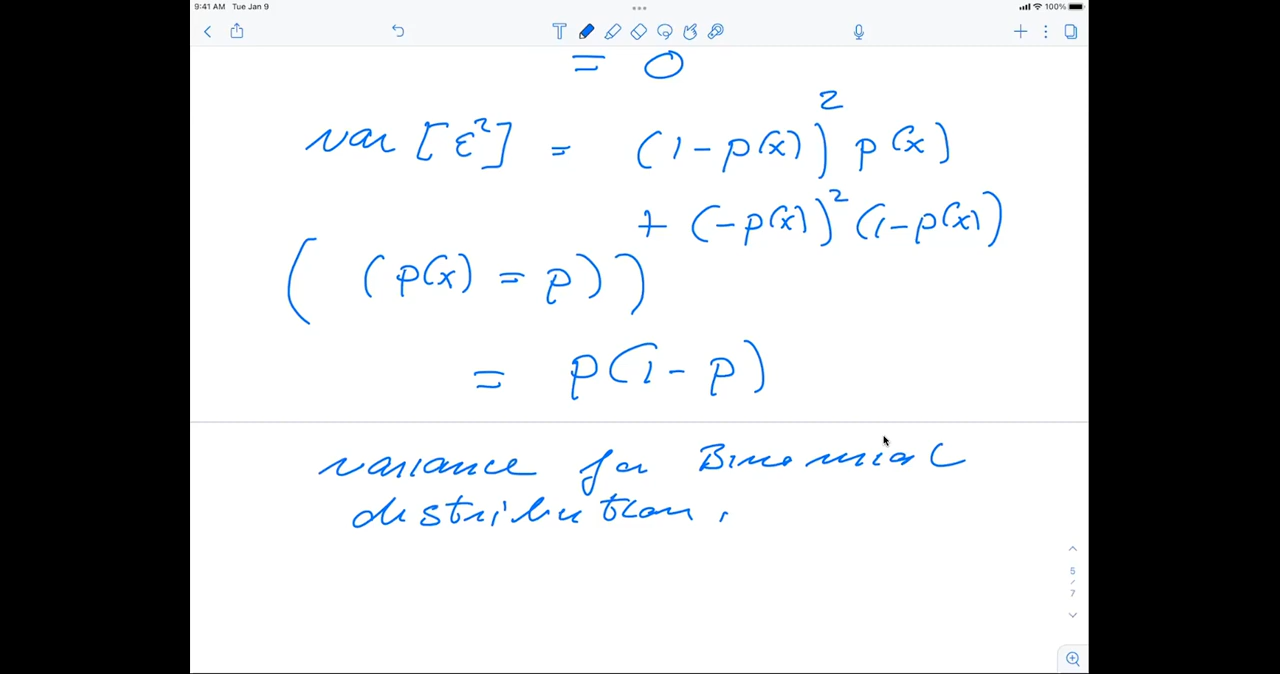 9:41 AM Tue Jan 9
100%
= 0
var [ε²] = (1 - p(x))² p(x)
+ (-p(x))² (1 - p(x))
( (p(x) = p) )
= p(1 - p)
variance for Binomial
distribution.
5
/
7